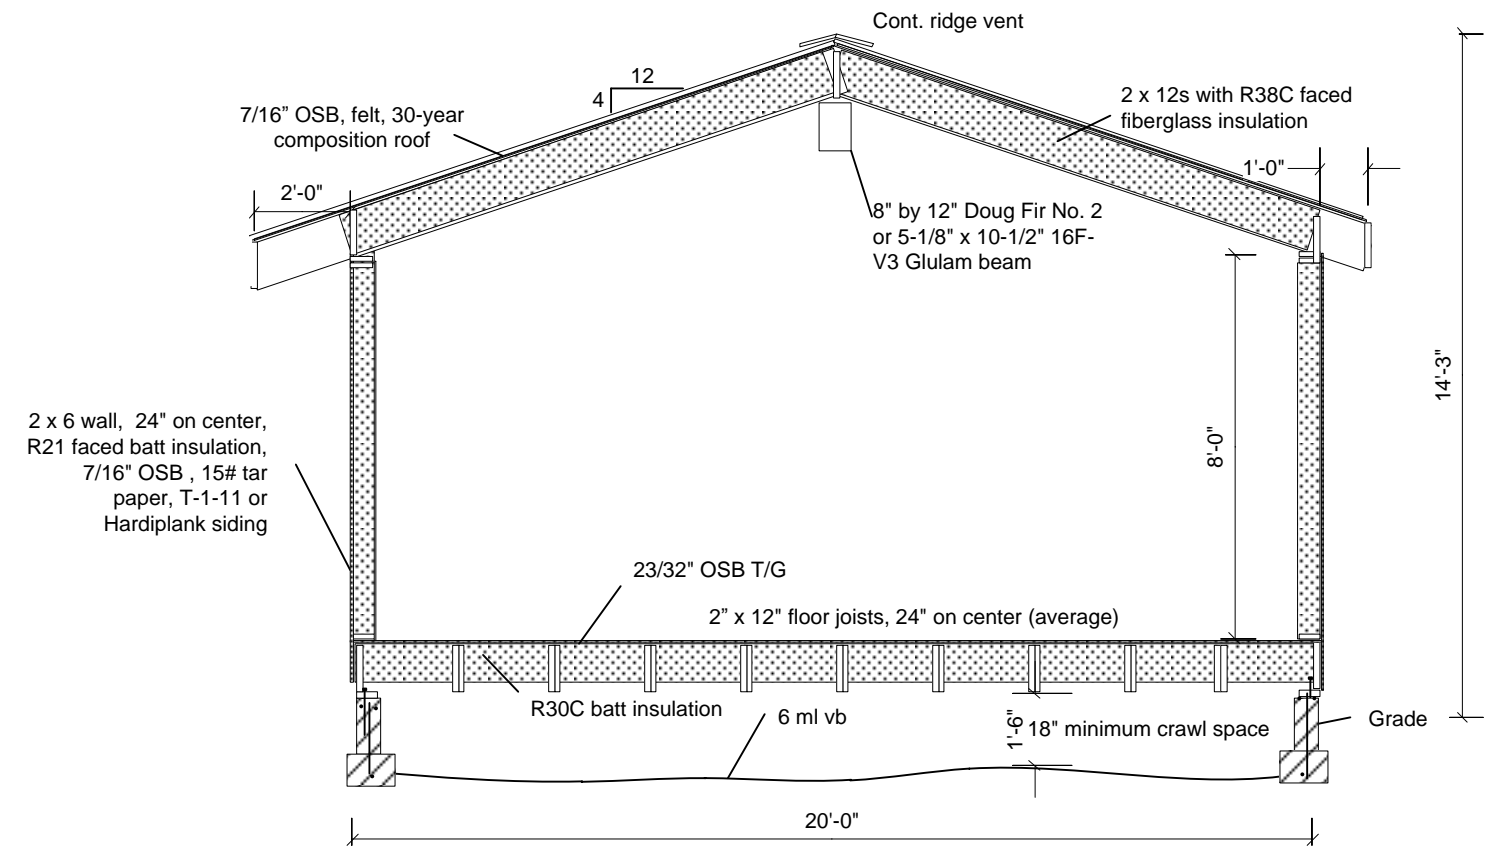 Cont. ridge vent
12
4
7/16” OSB, felt, 30-year
composition roof
2 x 12s with R38C faced
fiberglass insulation
2'-0"
1'-0"
8" by 12" Doug Fir No. 2
or 5-1/8" x 10-1/2" 16F-
V3 Glulam beam
14'-3"
8'-0"
2 x 6 wall, 24" on center,
R21 faced batt insulation,
7/16" OSB , 15# tar
paper, T-1-11 or
Hardiplank siding
23/32" OSB T/G
2” x 12" floor joists, 24" on center (average)
R30C batt insulation
6 ml vb
1'-6"
18" minimum crawl space
Grade
20'-0"